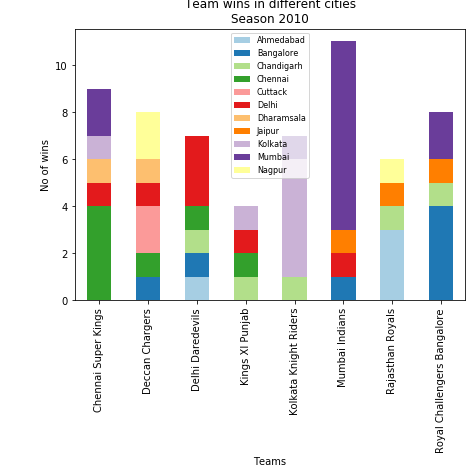 Team wins in different cities
Season 2010
Ahmedabad
Bangalore
Chandigarh
Chennai
Cuttack
Delhi
Dharamsala
Jaipur
Kolkata
Mumbai
Nagpur
No of wins
10
8
6
4
2
0
Chennai Super Kings
Deccan Chargers
Delhi Daredevils
Kings XI Punjab
Kolkata Knight Riders
Mumbai Indians
Rajasthan Royals
Royal Challengers Bangalore
Teams